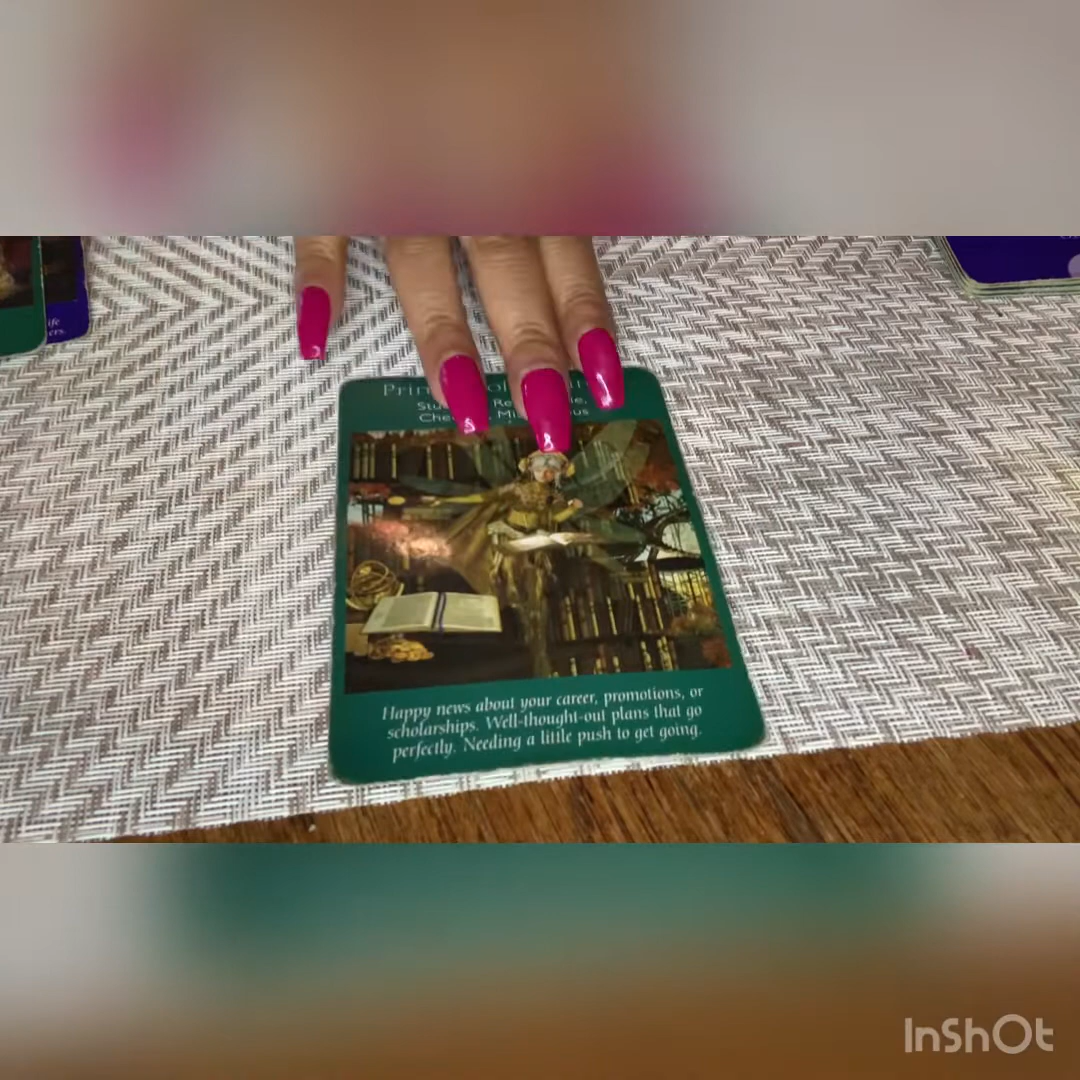 Happy news about your career, promotions, or
scholarships. Well-thought-out plans that go
perfectly. Needing a little push to get going.
InShOt